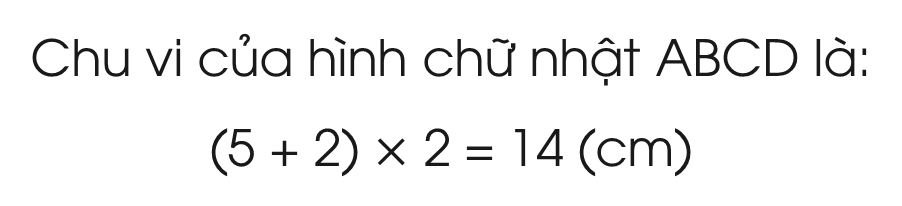 Chu vi của hình chữ nhật ABCD là:
(5 + 2) × 2 = 14 (cm)